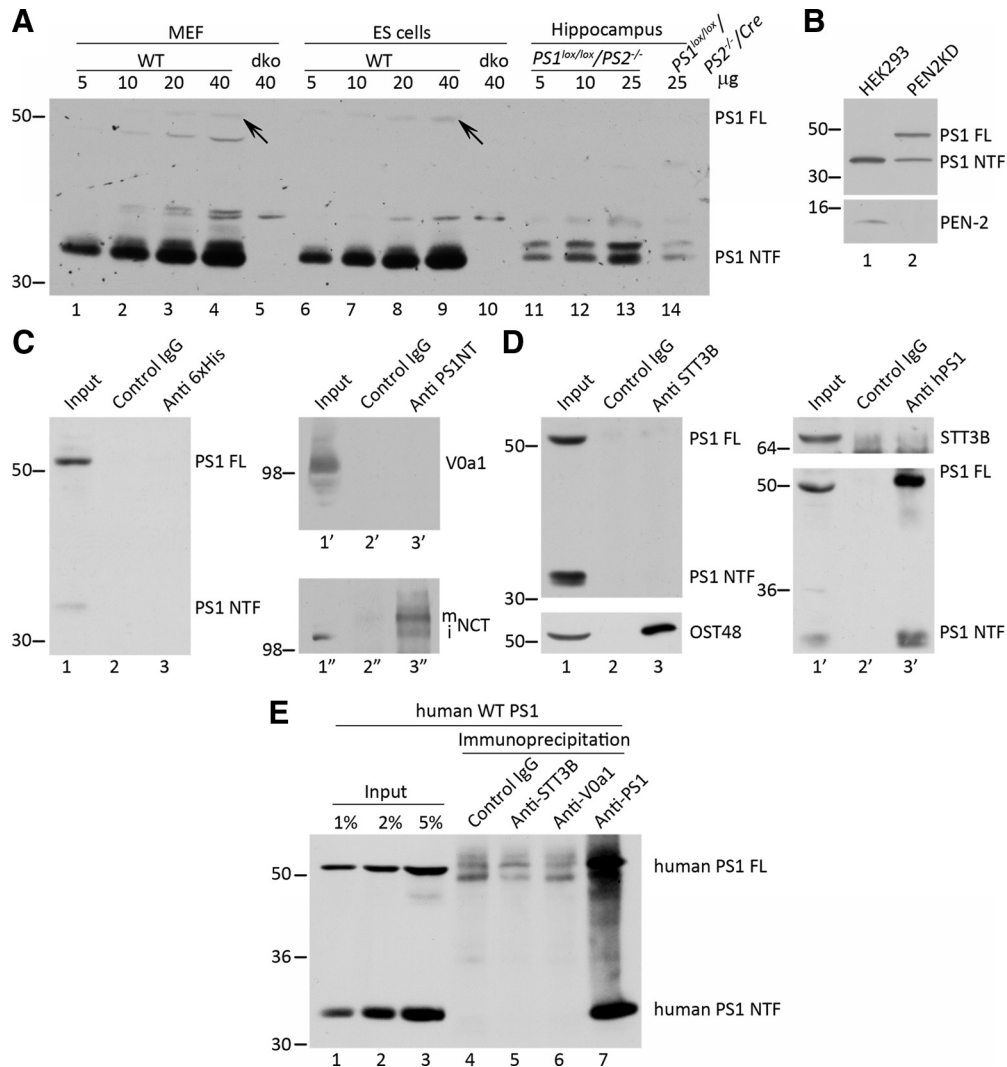 A
MEF
ES cells
Hippocampus
WT
dko
WT
dko
PS1lox/lox/PS2-/-
PS1lox/lox/
PS2-/-/Cre
5 10 20 40 40 5 10 20 40 40 5 10 25 25 μg
50
PS1 FL
PS1 NTF
30
1 2 3 4 5 6 7 8 9 10 11 12 13 14
B
HEK293
PEN2KD
50
PS1 FL
PS1 NTF
30
16
PEN-2
1 2
C
Input
Control IgG
Anti 6xHis
50
PS1 FL
PS1 NTF
30
1 2 3
Input
Control IgG
Anti PS1NT
98
V0a1
1' 2' 3'
m
i NCT
98
1" 2" 3"
D
Input
Control IgG
Anti STT3B
50
PS1 FL
PS1 NTF
30
50
OST48
1 2 3
Input
Control IgG
Anti hPS1
STT3B
64
PS1 FL
50
36
PS1 NTF
1' 2' 3'
E
human WT PS1
Immunoprecipitation
Input
1% 2% 5%
Control IgG
Anti-STT3B
Anti-V0a1
Anti-PS1
human PS1 FL
50
36
human PS1 NTF
30
1 2 3 4 5 6 7